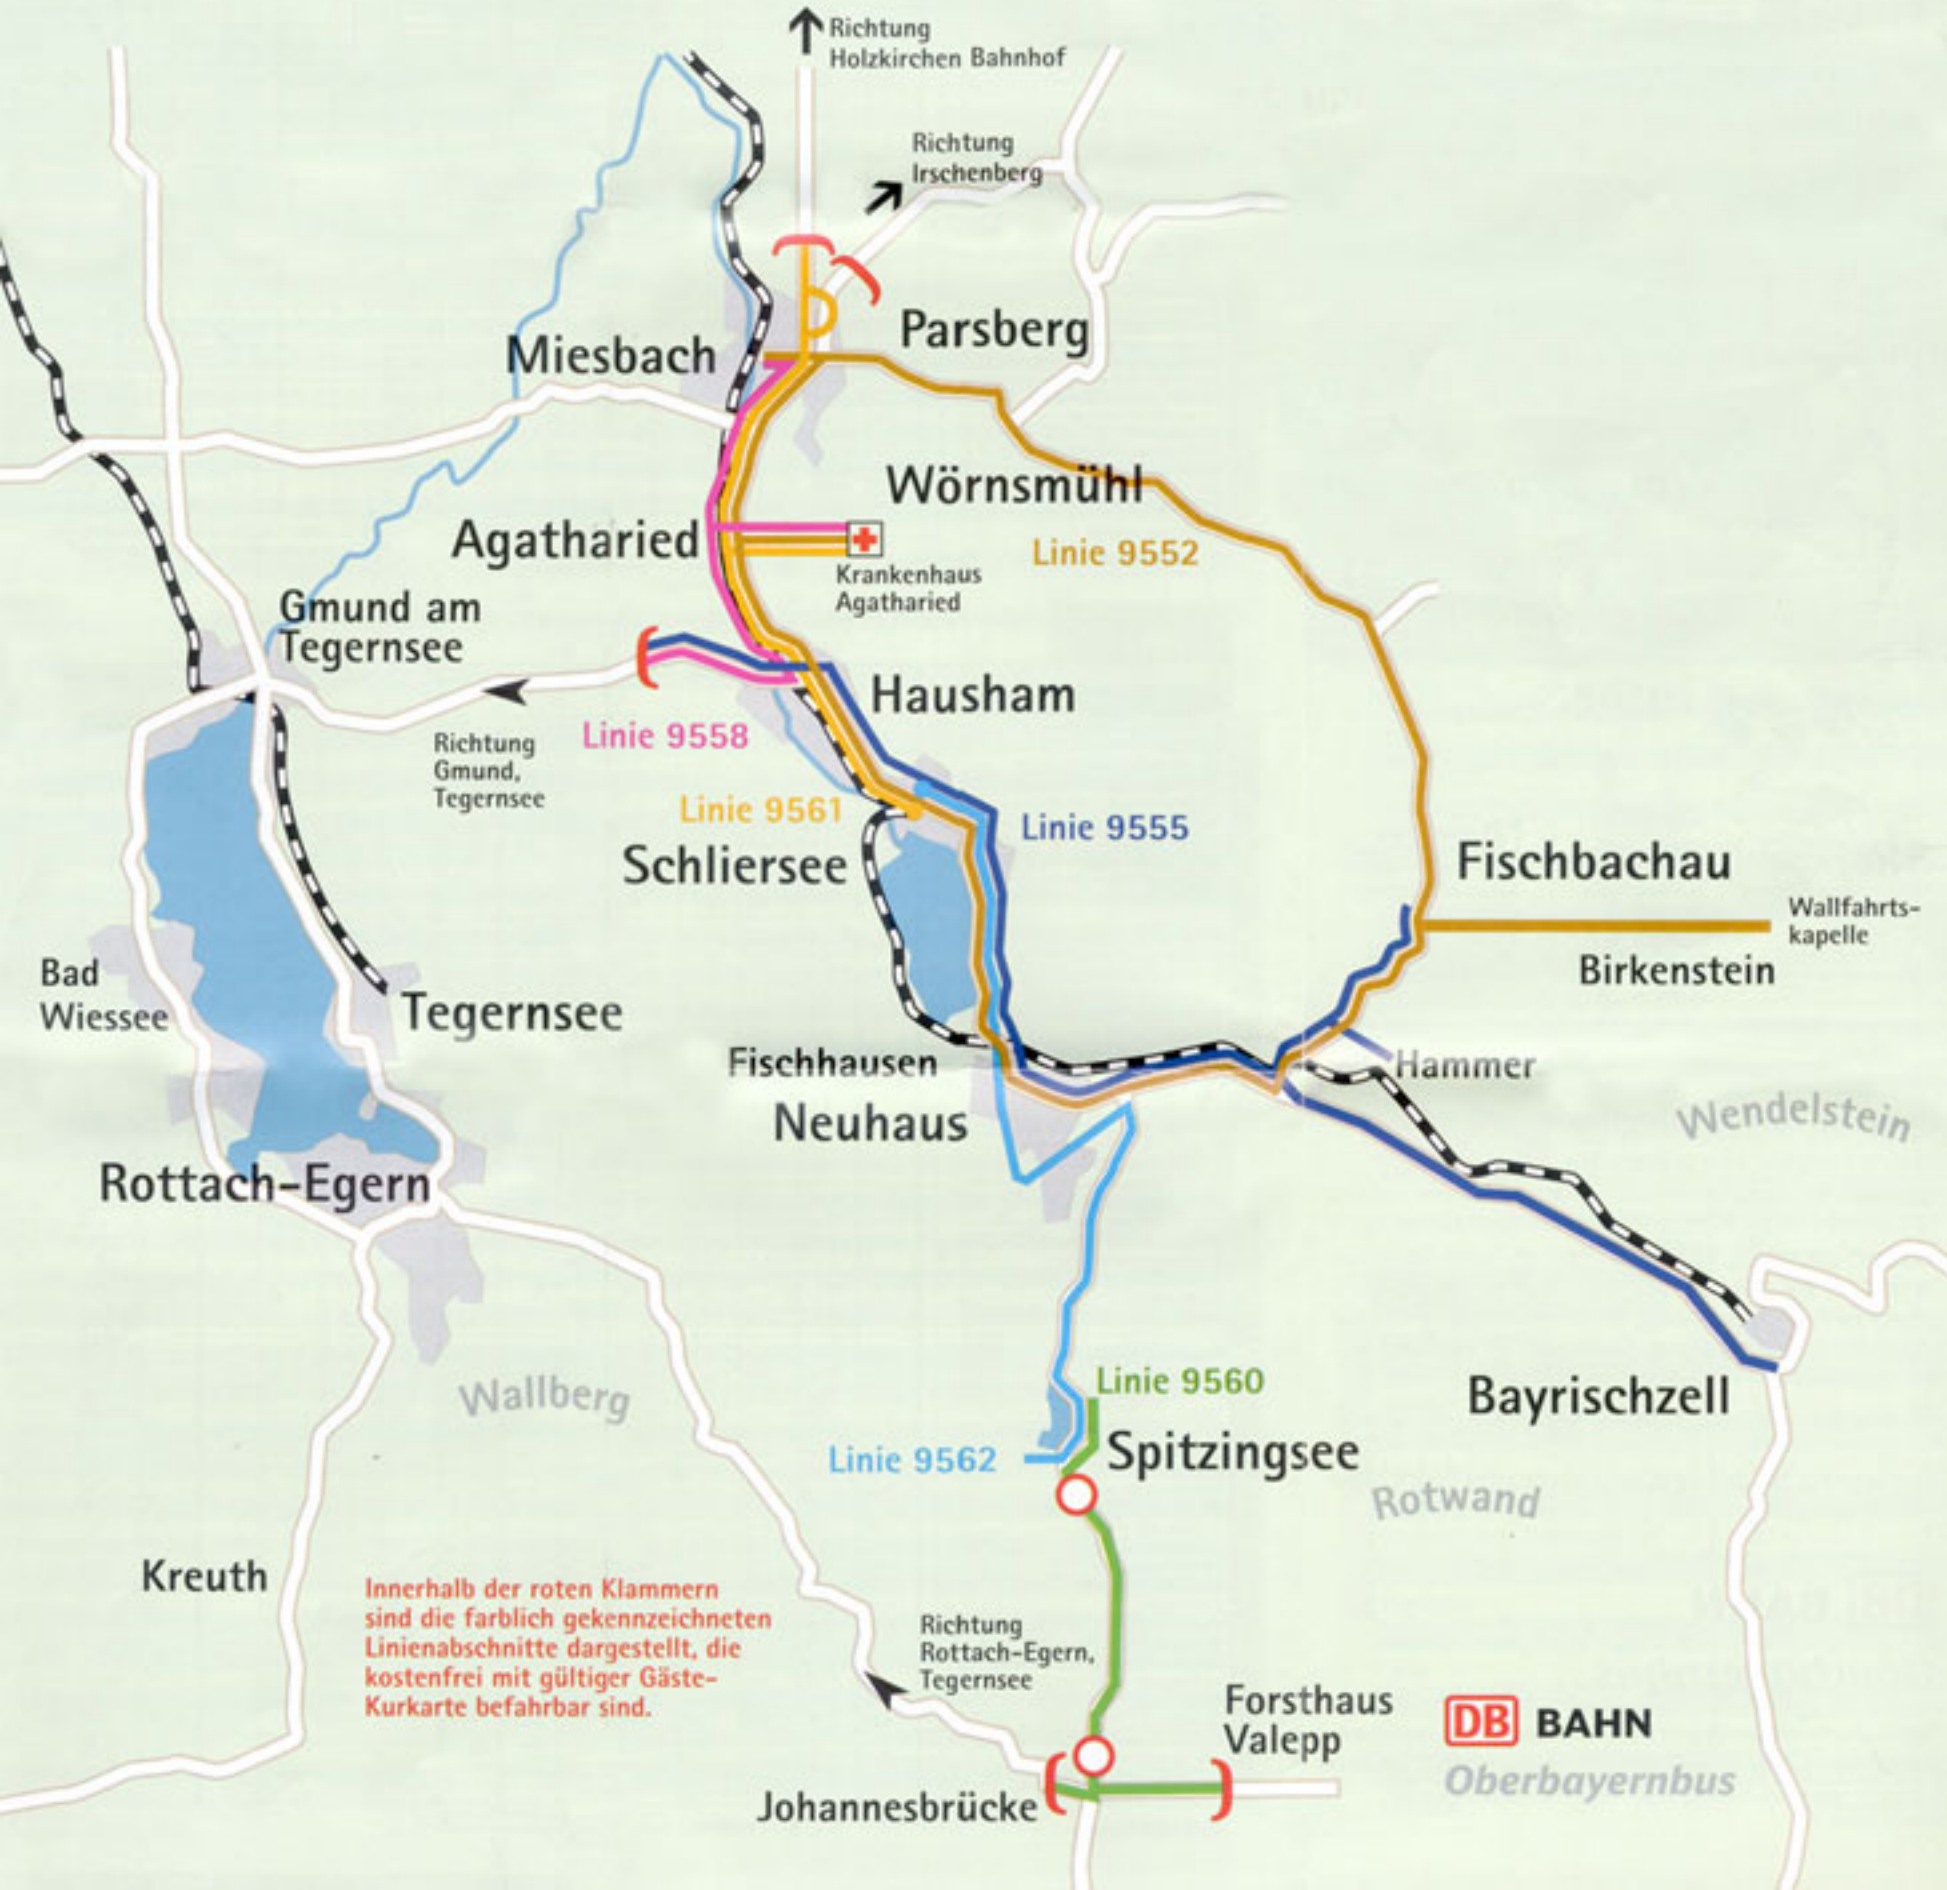 Richtung
Holzkirchen Bahnhof
Richtung
Irschenberg
Parsberg
Miesbach
Wörnsmühl
Agatharied
Linie 9552
Krankenhaus
Agatharied
Gmund am
Tegernsee
Hausham
Linie 9558
Richtung
Gmund,
Tegernsee
Linie 9561
Linie 9555
Schliersee
Fischbachau
Wallfahrts-
kapelle
Birkenstein
Bad
Wiessee
Tegernsee
Fischhausen
Hammer
Neuhaus
Wendelstein
Rottach-Egern
Wallberg
Linie 9560
Bayrischzell
Linie 9562
Spitzingsee
Rotwand
Kreuth
Innerhalb der roten Klammern
sind die farblich gekennzeichneten
Linienabschnitte dargestellt, die
kostenfrei mit gültiger Gäste-
Kurkarte befahrbar sind.
Richtung
Rottach-Egern,
Tegernsee
Forsthaus
Valepp
DB BAHN
Oberbayernbus
Johannesbrücke